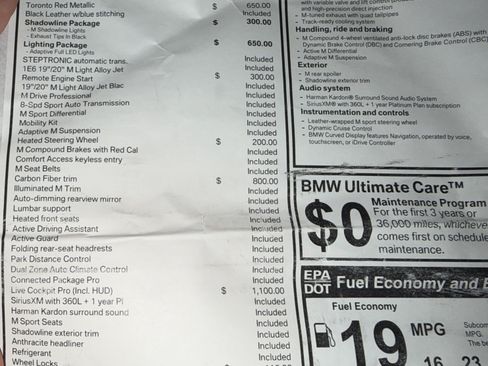 Toronto Red Metallic $ 650.00
Black Leather w/blue stitching Included
Shadowline Package $ 300.00
- M Shadowline Lights
- Exhaust Tips In Black
Lighting Package $ 650.00
- Adaptive Full LED Lights
STEPTRONIC automatic trans. Included
1E6 19"/20" M Light Alloy Jet Included
Remote Engine Start $ 300.00
19"/20" M Light Alloy Jet Blac Included
M Drive Professional Included
8-Spd Sport Auto Transmission Included
M Sport Differential Included
Mobility Kit Included
Adaptive M Suspension Included
Heated Steering Wheel $ 200.00
M Compound Brakes with Red Cal Included
Comfort Access keyless entry Included
M Seat Belts Included
Carbon Fiber trim $ 800.00
Illuminated M Trim Included
Auto-dimming rearview mirror Included
Lumbar support Included
Heated front seats Included
Active Driving Assistant Included
Active Guard Included
Folding rear-seat headrests Included
Park Distance Control Included
Dual Zone Auto Climate Control Included
Connected Package Pro Included
Live Cockpit Pro (Incl. HUD) $ 1,100.00
SiriusXM with 360L + 1 year Pl Included
Harman Kardon surround sound Included
M Sport Seats Included
Shadowline exterior trim Included
Anthracite headliner Included
Refrigerant Included
Wheel Locks
and high-precision direct injection
- M-tuned exhaust with quad tailpipes
- Track-ready cooling system
Handling, ride and braking
- M Compound 4-wheel ventilated anti-lock disc brakes (ABS) with
Dynamic Brake Control (DBC) and Cornering Brake Control (CBC)
- Active M Differential
- Adaptive M Suspension
Exterior
- M rear spoiler
- Shadowline exterior trim
Audio system
- Harman Kardon® Surround Sound Audio System
- SiriusXM® with 360L + 1 year Platinum Plan subscription
Instrumentation and controls
- Leather-wrapped M sport steering wheel
- Dynamic Cruise Control
- BMW Curved Display features Navigation, operated by voice,
touchscreen, or iDrive Controller
BMW Ultimate Care™
$0
Maintenance Program
For the first 3 years or
36,000 miles, whichever
comes first on schedule
maintenance.
EPA
DOT
Fuel Economy and
Fuel Economy
19 MPG
16 23